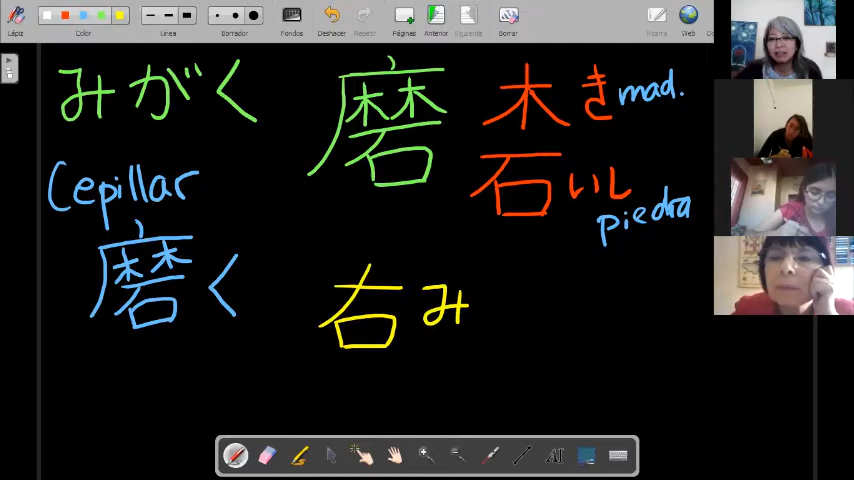 Lápiz
Color
Línea
Borrador
Fondos
Deshacer
Páginas
Anterior
Siguiente
Borrar
Pizarra
Web
みがく
磨
木 き mad.
石 いし
piedra
Cepillar
磨く
右 み